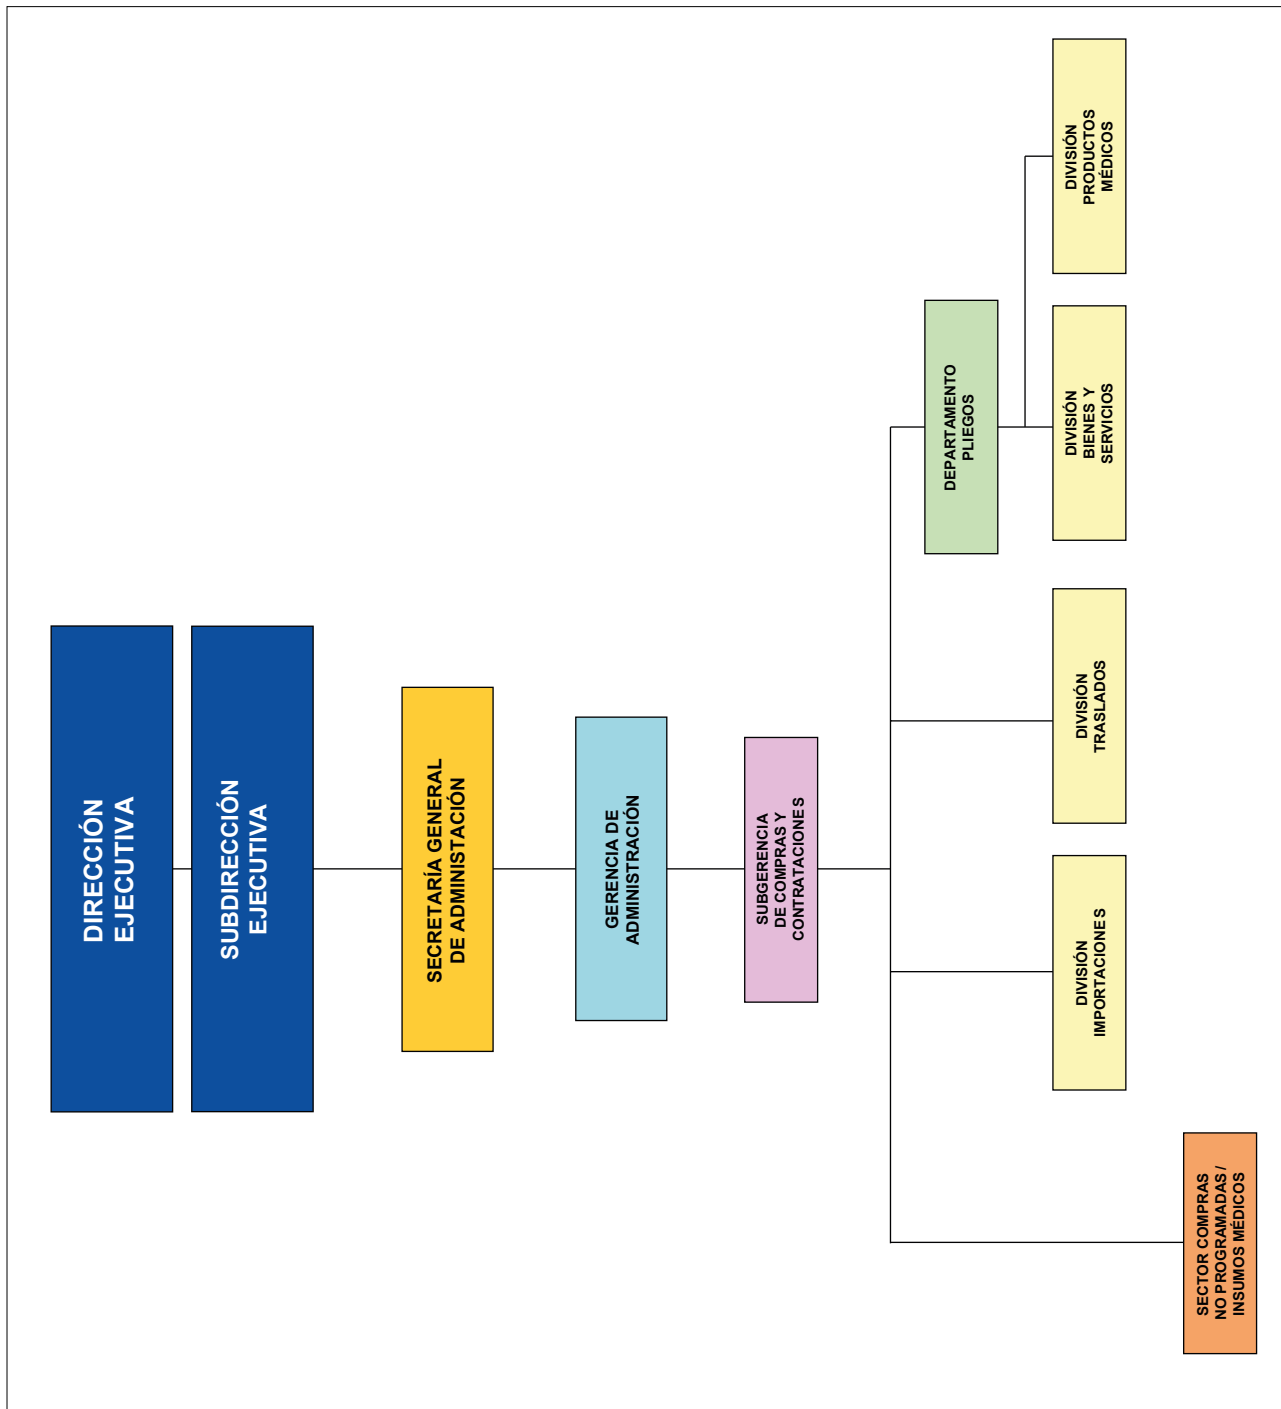 DIRECCIÓN
EJECUTIVA
SUBDIRECCIÓN
EJECUTIVA
SECRETARÍA GENERAL
DE ADMINISTACIÓN
GERENCIA DE
ADMINISTRACIÓN
SUBGERENCIA
DE COMPRAS Y
CONTRATACIONES
SECTOR COMPRAS
NO PROGRAMADAS /
INSUMOS MÉDICOS
DIVISIÓN
IMPORTACIONES
DIVISIÓN
TRASLADOS
DEPARTAMENTO
PLIEGOS
DIVISIÓN
BIENES Y
SERVICIOS
DIVISIÓN
PRODUCTOS
MÉDICOS